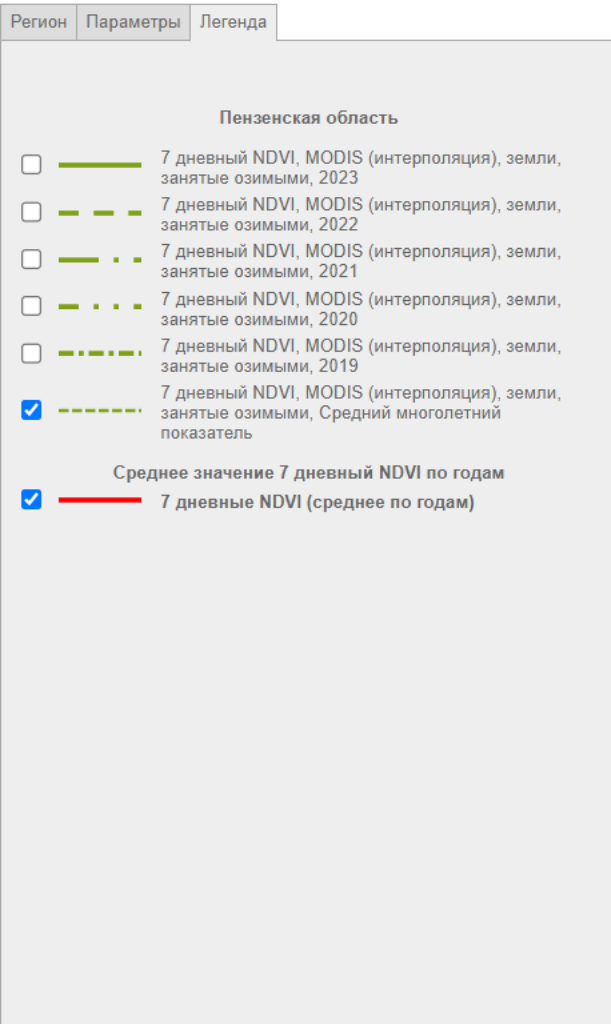 Регион Параметры Легенда
Пензенская область
7 дневный NDVI, MODIS (интерполяция), земли,
занятые озимыми, 2023
7 дневный NDVI, MODIS (интерполяция), земли,
занятые озимыми, 2022
7 дневный NDVI, MODIS (интерполяция), земли,
занятые озимыми, 2021
7 дневный NDVI, MODIS (интерполяция), земли,
занятые озимыми, 2020
7 дневный NDVI, MODIS (интерполяция), земли,
занятые озимыми, 2019
7 дневный NDVI, MODIS (интерполяция), земли,
занятые озимыми, Средний многолетний
показатель
Среднее значение 7 дневный NDVI по годам
7 дневные NDVI (среднее по годам)